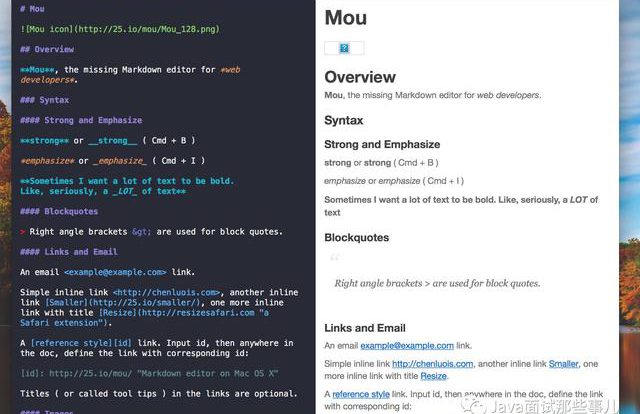 # Mou
![Mou icon](http://25.io/mou/Mou_128.png)
## Overview
**Mou**, the missing Markdown editor for *web
developers*.
### Syntax
#### Strong and Emphasize
**strong** or __strong__ ( Cmd + B )
*emphasize* or _emphasize_ ( Cmd + I )
**Sometimes I want a lot of text to be bold.
Like, seriously, a _LOT_ of text**
#### Blockquotes
> Right angle brackets &gt; are used for block quotes.
#### Links and Email
An email <example@example.com> link.
Simple inline link <http://chenluois.com>, another inline
link [Smaller](http://25.io/smaller/), one more inline
link with title [Resize](http://resizesafari.com "a
Safari extension").
A [reference style][id] link. Input id, then anywhere in
the doc, define the link with corresponding id:
[id]: http://25.io/mou/ "Markdown editor on Mac OS X"
Titles ( or called tool tips ) in the links are optional.
#### Images
Mou
?
Overview
Mou, the missing Markdown editor for web developers.
Syntax
Strong and Emphasize
strong or strong ( Cmd + B )
emphasize or emphasize ( Cmd + I )
Sometimes I want a lot of text to be bold. Like, seriously, a LOT of
text
Blockquotes
“
Right angle brackets > are used for block quotes.
Links and Email
An email example@example.com link.
Simple inline link http://chenluois.com, another inline link Smaller, one
more inline link with title Resize.
A reference style link. Input id, then anywhere in the doc, define the link
with corresponding id:
Java面试那些事儿